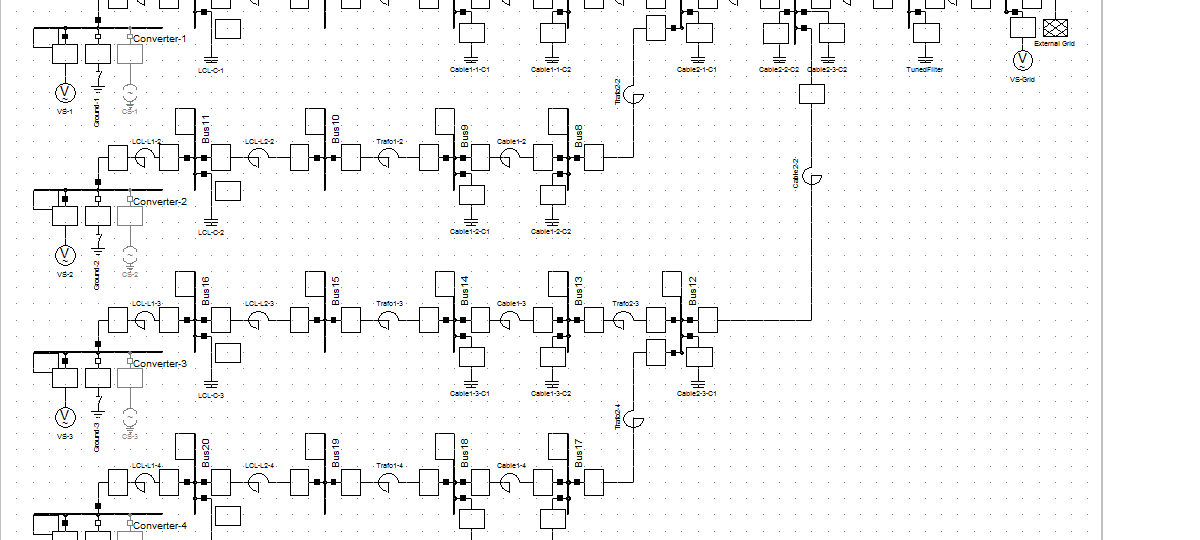 Converter-1
External Grid
LCL-C-1
Cable1-1-C1
Cable1-1-C2
Cable2-1-C1
Cable2-2-C2
Cable2-3-C2
TunedFilter
VS-Grid
VS-1
Ground-1
CS-1
Trafo2-2
LCL-L1-2
Bus11
LCL-L2-2
Bus10
Trafo1-2
Bus9
Cable1-2
Bus8
Cable2-2
Converter-2
LCL-C-2
Cable1-2-C1
Cable1-2-C2
VS-2
Ground-2
CS-2
LCL-L1-3
Bus16
LCL-L2-3
Bus15
Trafo1-3
Bus14
Cable1-3
Bus13
Trafo2-3
Bus12
Converter-3
LCL-C-3
Cable1-3-C1
Cable1-3-C2
Cable2-3-C1
VS-3
Ground-3
CS-3
Trafo2-4
LCL-L1-4
Bus20
LCL-L2-4
Bus19
Trafo1-4
Bus18
Cable1-4
Bus17
Converter-4